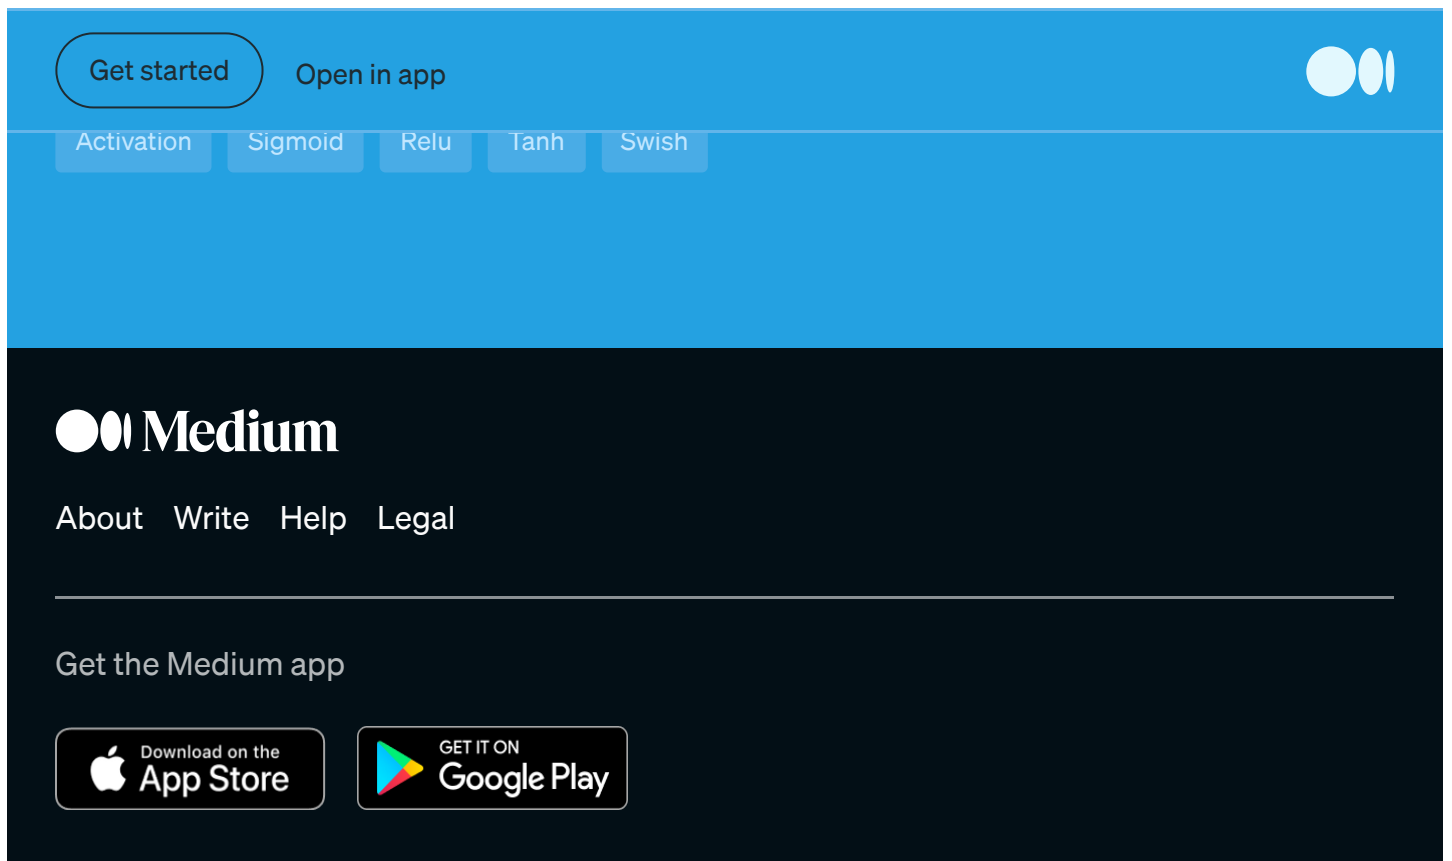 Get started Open in app
Activation Sigmoid Relu Tanh Swish
Medium
About Write Help Legal
Get the Medium app
Download on the
App Store
GET IT ON
Google Play